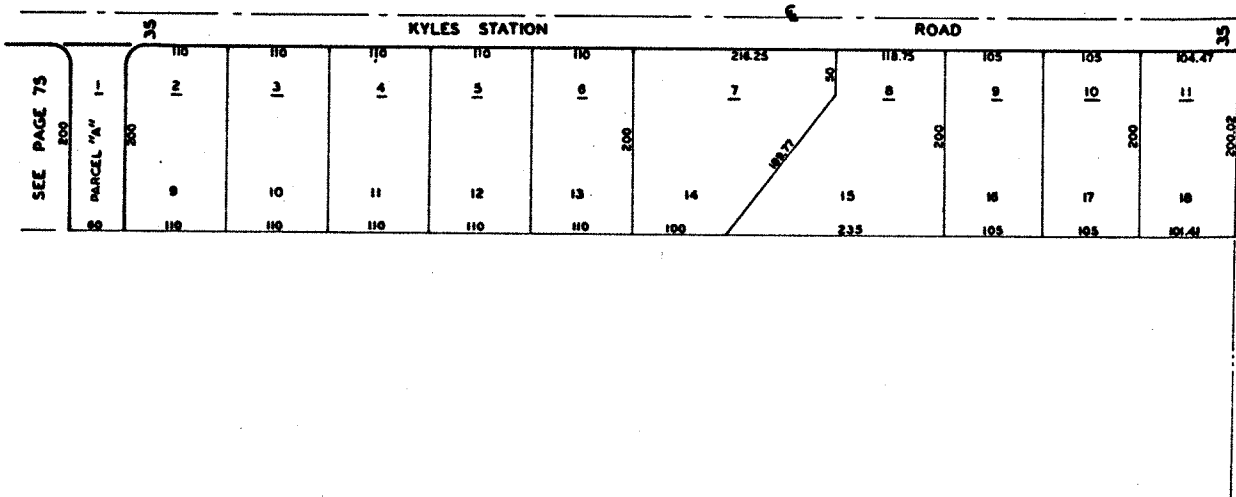 ℄
KYLES STATION ROAD
35 35
110 110 110 110 110 216.25 118.75 105 105 104.47
50
SEE PAGE 75
200
PARCEL "A" 1-
200
2 3 4 5 6 7 8 9 10 11
200 189.77 200 200 200.02
9 10 11 12 13 14 15 16 17 18
60 110 110 110 110 110 100 235 105 105 101.41